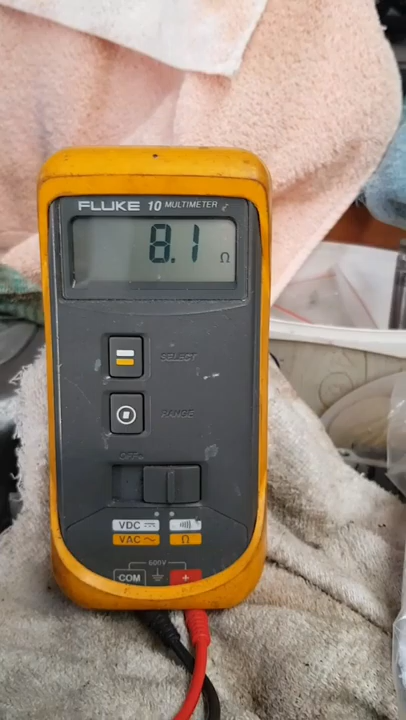 FLUKE 10 MULTIMETER
8.1 Ω
SELECT
RANGE
OFF
VDC
VAC Ω
600V
COM +